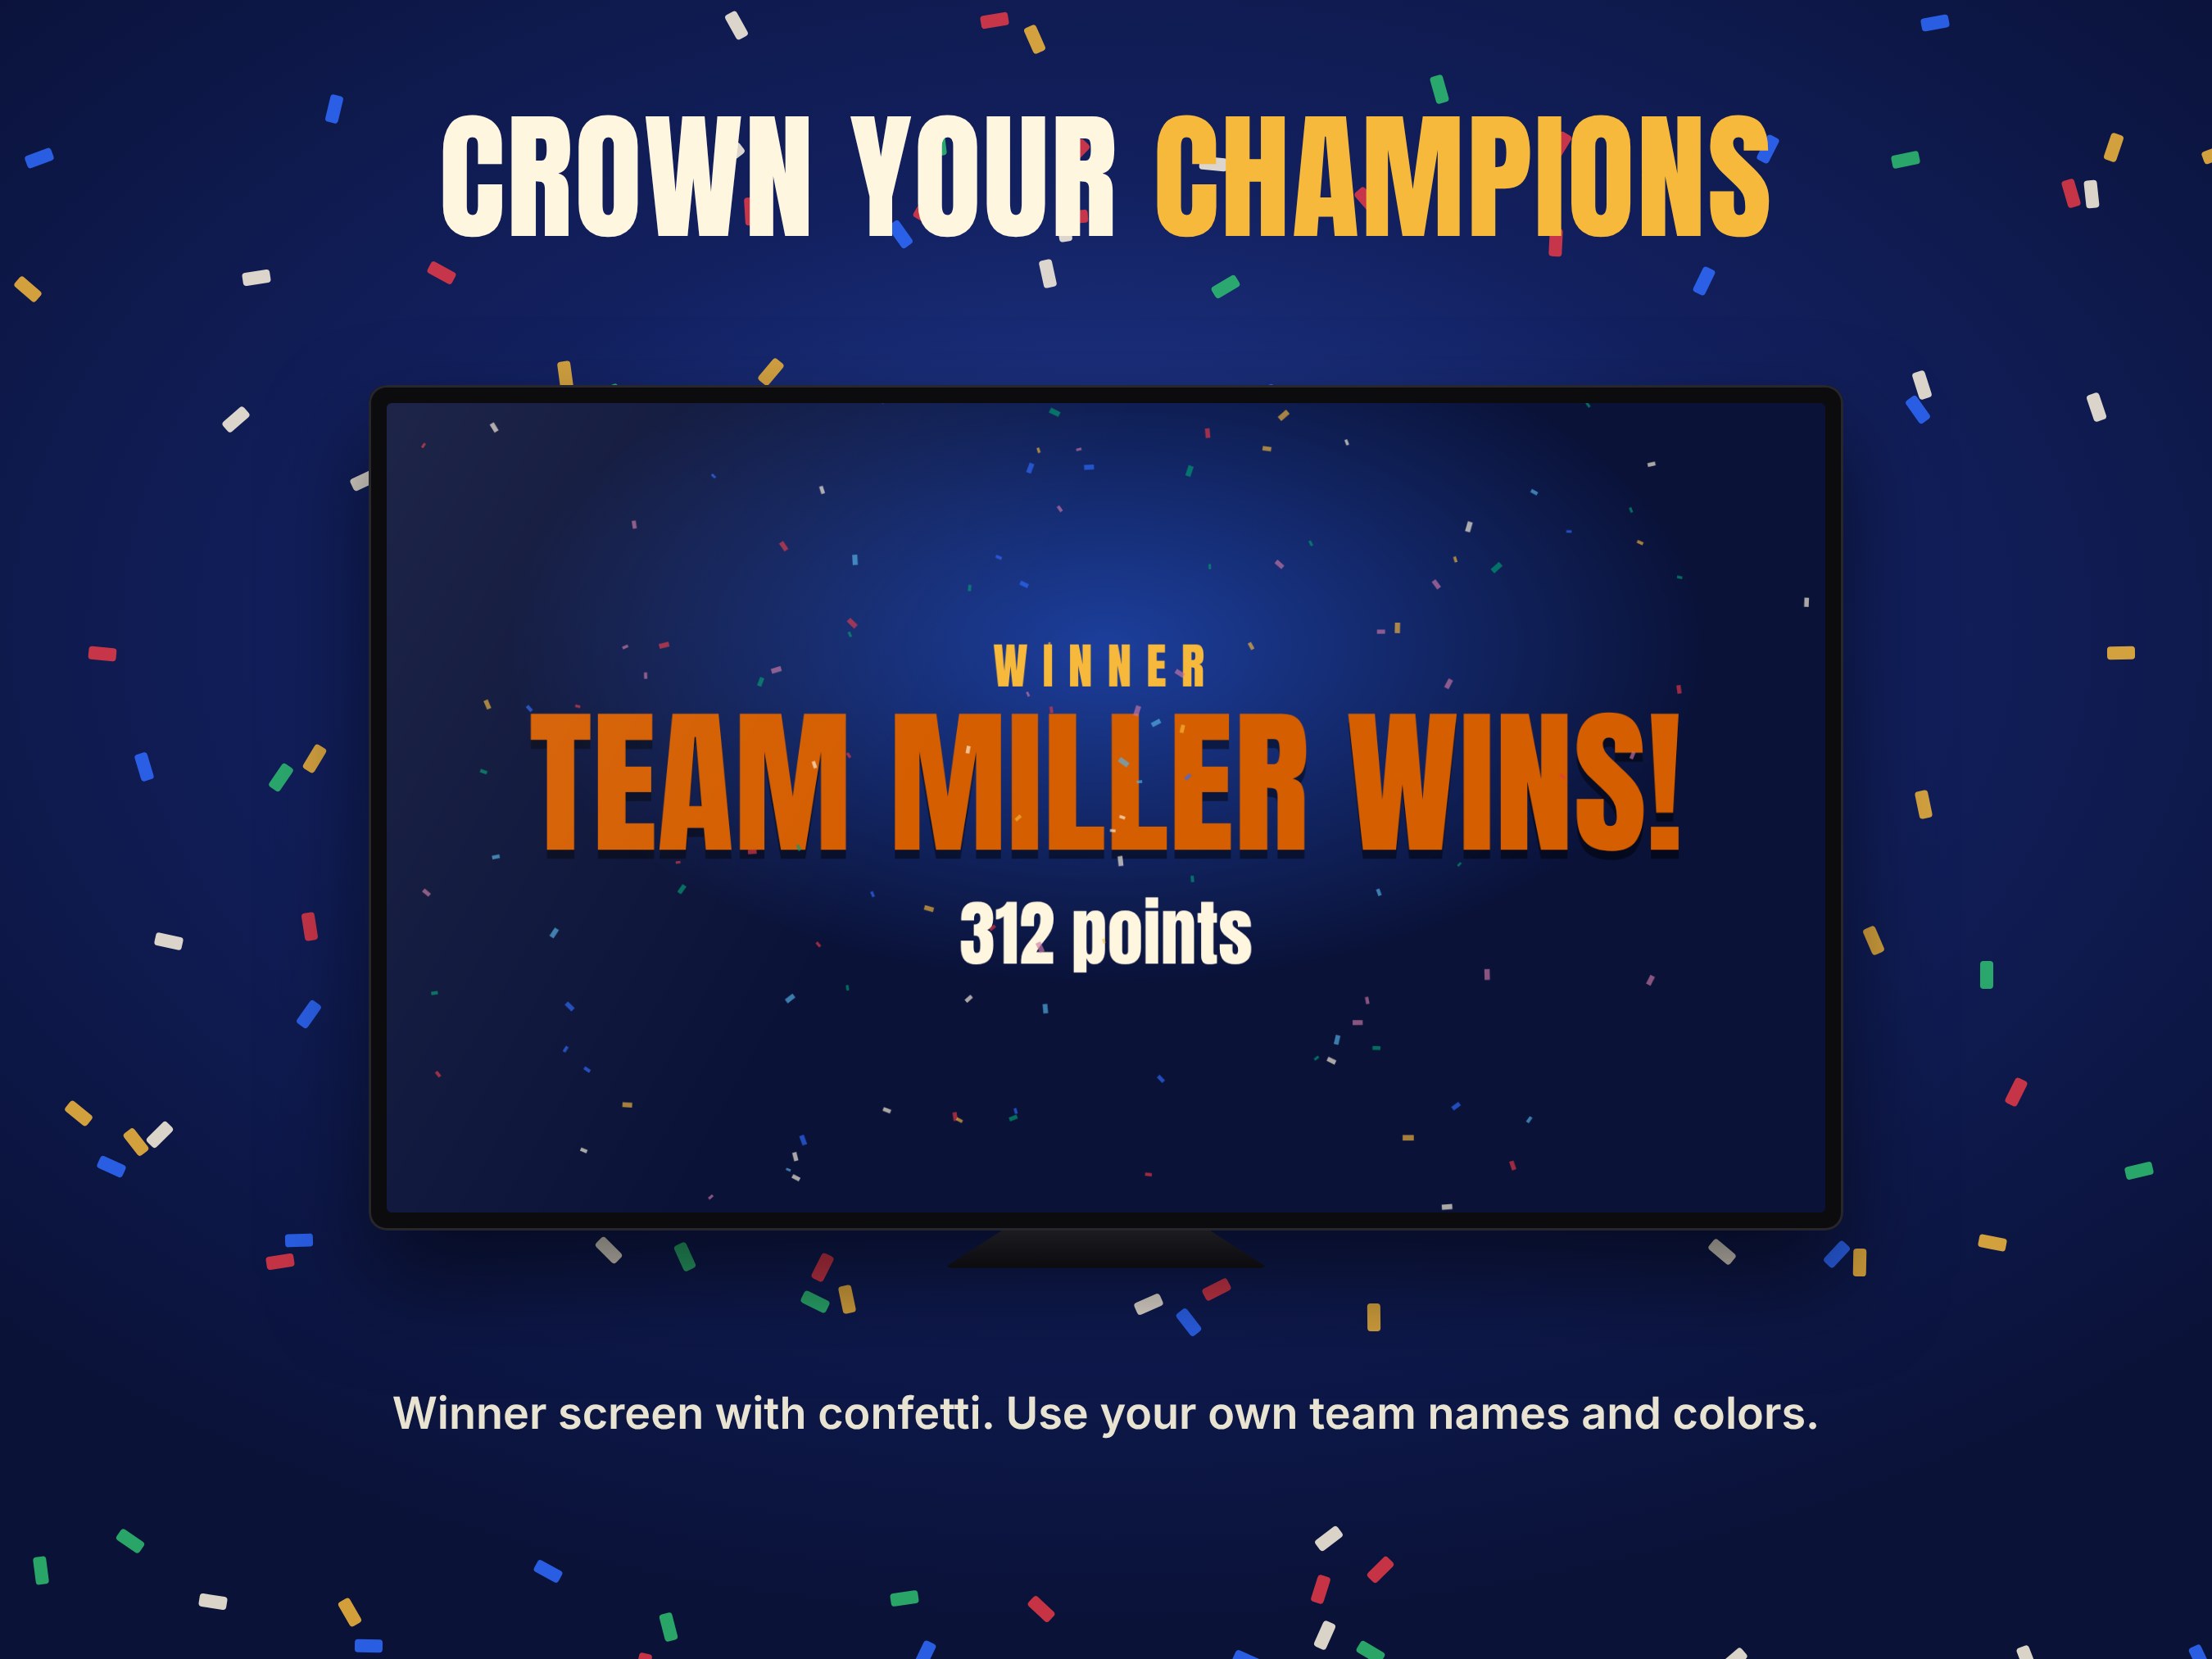 CROWN YOUR CHAMPIONS
WINNER
TEAM MILLER WINS!
312 points
Winner screen with confetti. Use your own team names and colors.